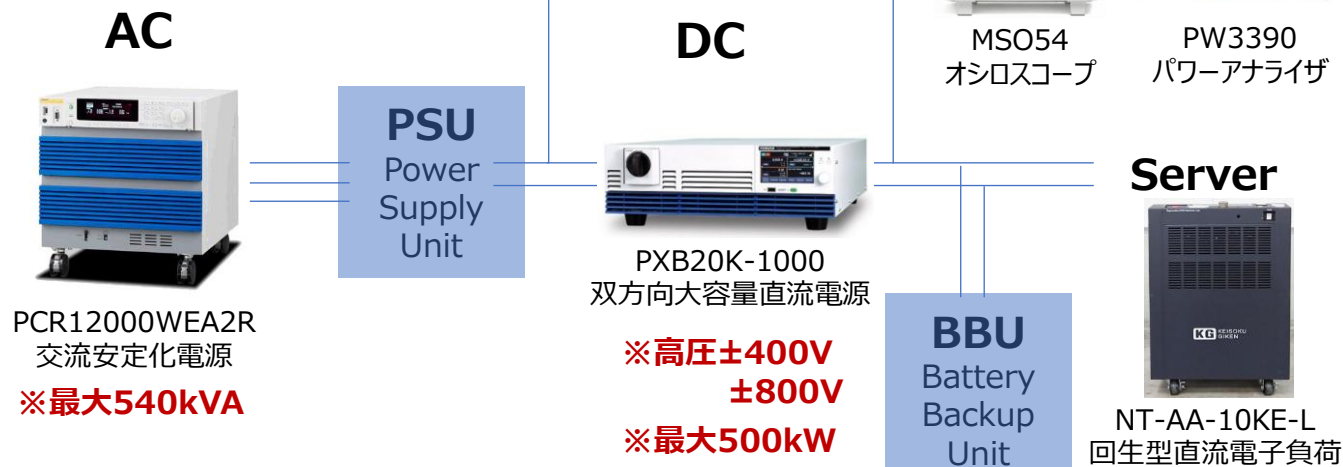 AC
DC
MSO54
オシロスコープ
PW3390
パワーアナライザ
PSU
Power
Supply
Unit
Server
PCR12000WEA2R
交流安定化電源
※最大540kVA
PXB20K-1000
双方向大容量直流電源
※高圧±400V
±800V
※最大500kW
BBU
Battery
Backup
Unit
KG KEISOKU
GIKEN
NT-AA-10KE-L
回生型直流電子負荷